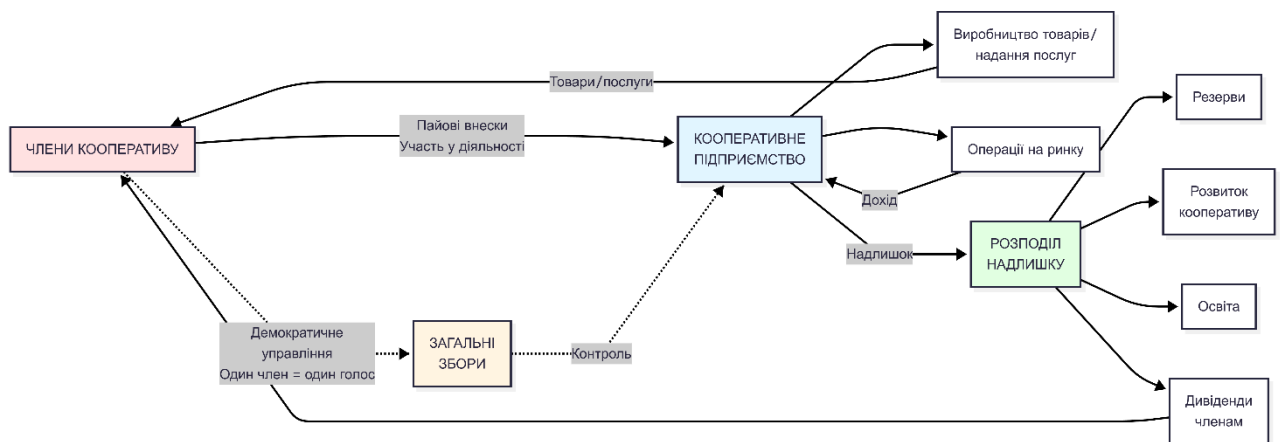 Виробництво товарів/
надання послуг
Товари/послуги
Резерви
Пайові внески
Участь у діяльності
ЧЛЕНИ КООПЕРАТИВУ
КООПЕРАТИВНЕ
ПІДПРИЄМСТВО
Операції на ринку
Дохід
Розвиток
кооперативу
Надлишок
РОЗПОДІЛ
НАДЛИШКУ
Освіта
Демократичне
управління
Один член = один голос
ЗАГАЛЬНІ
ЗБОРИ
Контроль
Дивіденди
членам